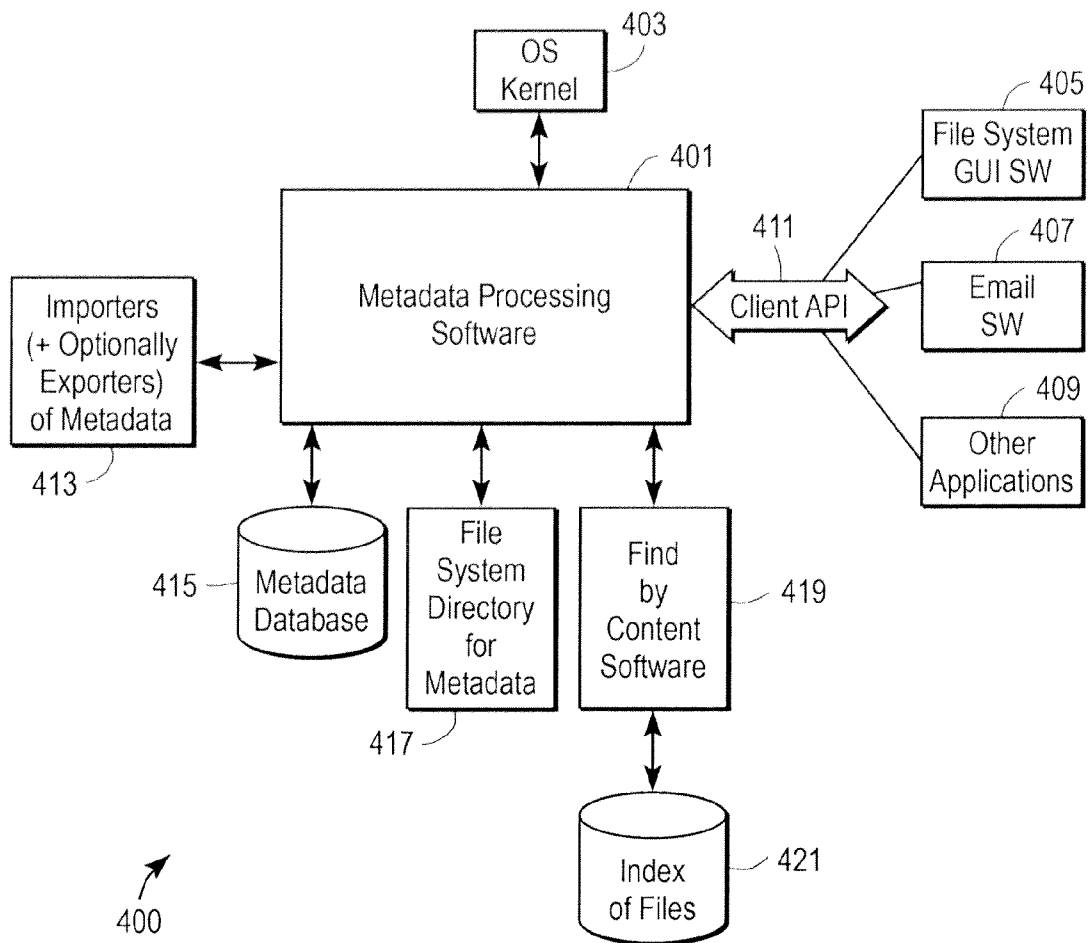 403
OS
Kernel
405
File System
GUI SW
401
411
407
Metadata Processing
Software
Client API
Email
SW
Importers
(+ Optionally
Exporters)
of Metadata
413
409
Other
Applications
415
Metadata
Database
File
System
Directory
for
Metadata
417
Find
by
Content
Software
419
Index
of Files
421
400